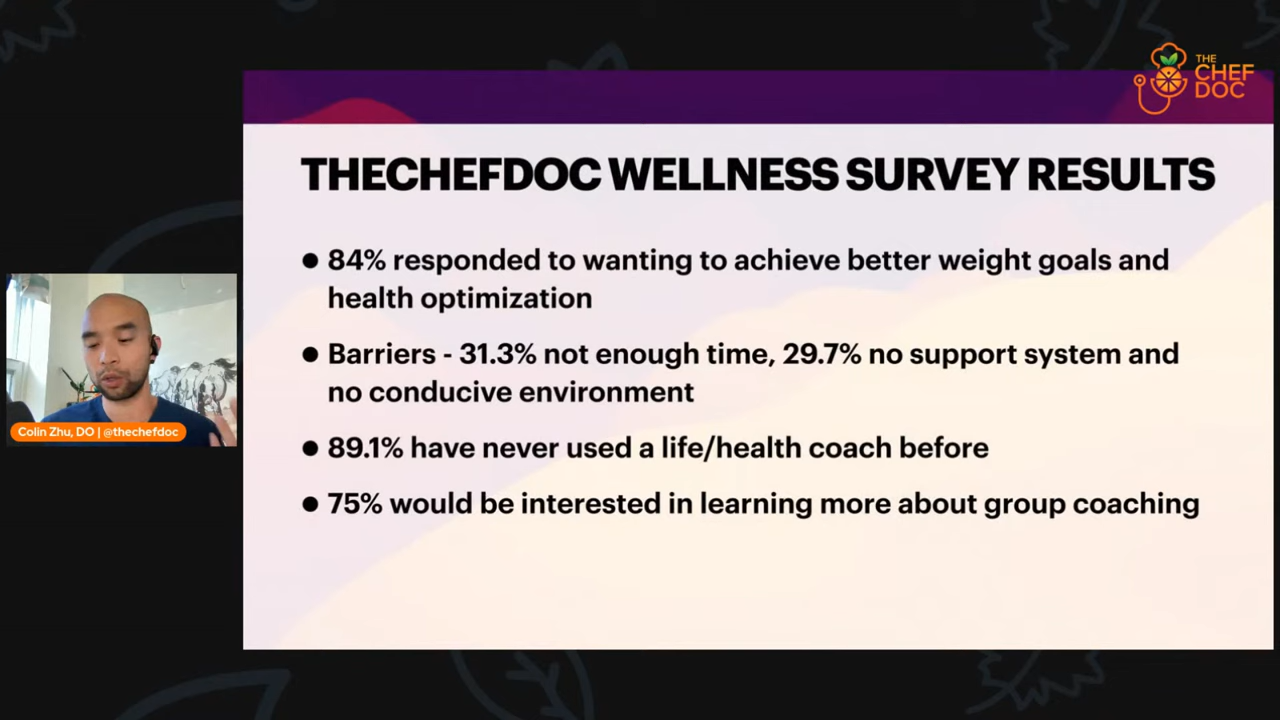 THE
CHEF
DOC
THECHEFDOC WELLNESS SURVEY RESULTS
● 84% responded to wanting to achieve better weight goals and
health optimization
● Barriers - 31.3% not enough time, 29.7% no support system and
no conducive environment
● 89.1% have never used a life/health coach before
● 75% would be interested in learning more about group coaching
Colin Zhu, DO | @thechefdoc